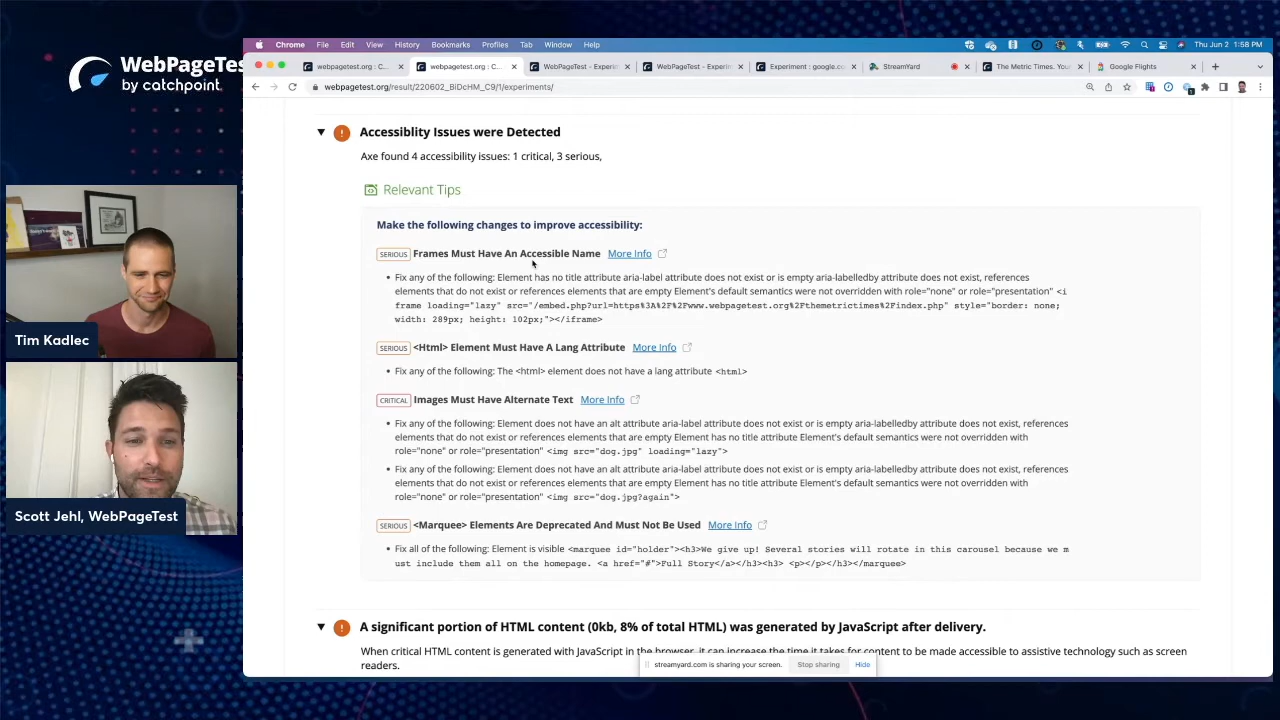 WebPageTes
by catchpoint
Tim Kadlec
Scott Jehl, WebPageTest
Chrome File Edit View History Bookmarks Profiles Tab Window Help
Thu Jun 2 1:58 PM
webpagetest.org : C...
webpagetest.org : C...
WebPageTest - Experim
WebPageTest - Experim
Experiment : google.co
StreamYard
The Metric Times. Your
Google Flights
webpagetest.org/result/220602_BiDcHM_C9/1/experiments/
Accessiblity Issues were Detected
Axe found 4 accessibility issues: 1 critical, 3 serious,
Relevant Tips
Make the following changes to improve accessibility:
SERIOUS Frames Must Have An Accessible Name More Info
• Fix any of the following: Element has no title attribute aria-label attribute does not exist or is empty aria-labelledby attribute does not exist, references
elements that do not exist or references elements that are empty Element's default semantics were not overridden with role="none" or role="presentation" <i
frame loading="lazy" src="/embed.php?url=https%3A%2F%2Fwww.webpagetest.org%2Fthemetrictimes%2Findex.php" style="border: none;
width: 289px; height: 102px;"></iframe>
SERIOUS <Html> Element Must Have A Lang Attribute More Info
• Fix any of the following: The <html> element does not have a lang attribute <html>
CRITICAL Images Must Have Alternate Text More Info
• Fix any of the following: Element does not have an alt attribute aria-label attribute does not exist or is empty aria-labelledby attribute does not exist, references
elements that do not exist or references elements that are empty Element has no title attribute Element's default semantics were not overridden with
role="none" or role="presentation" <img src="dog.jpg" loading="lazy">
• Fix any of the following: Element does not have an alt attribute aria-label attribute does not exist or is empty aria-labelledby attribute does not exist, references
elements that do not exist or references elements that are empty Element has no title attribute Element's default semantics were not overridden with
role="none" or role="presentation" <img src="dog.jpg?again">
SERIOUS <Marquee> Elements Are Deprecated And Must Not Be Used More Info
• Fix all of the following: Element is visible <marquee id="holder"><h3>We give up! Several stories will rotate in this carousel because we m
ust include them all on the homepage. <a href="#">Full Story</a></h3><h3> <p></p></h3></marquee>
A significant portion of HTML content (0kb, 8% of total HTML) was generated by JavaScript after delivery.
When critical HTML content is generated with JavaScript in the browser, it can increase the time it takes for content to be made accessible to assistive technology such as screen
readers.
streamyard.com is sharing your screen. Stop sharing Hide